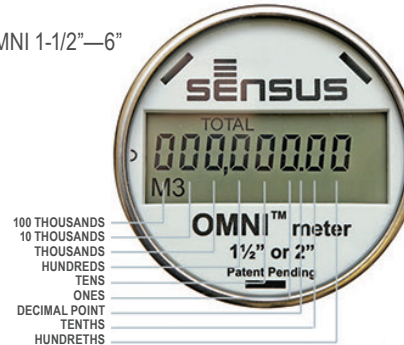 MNI 1-1/2”—6”
SENSUS
TOTAL
000,000.00
M3
OMNI™ meter
1½” or 2”
Patent Pending
100 THOUSANDS
10 THOUSANDS
THOUSANDS
HUNDREDS
TENS
ONES
DECIMAL POINT
TENTHS
HUNDRETHS